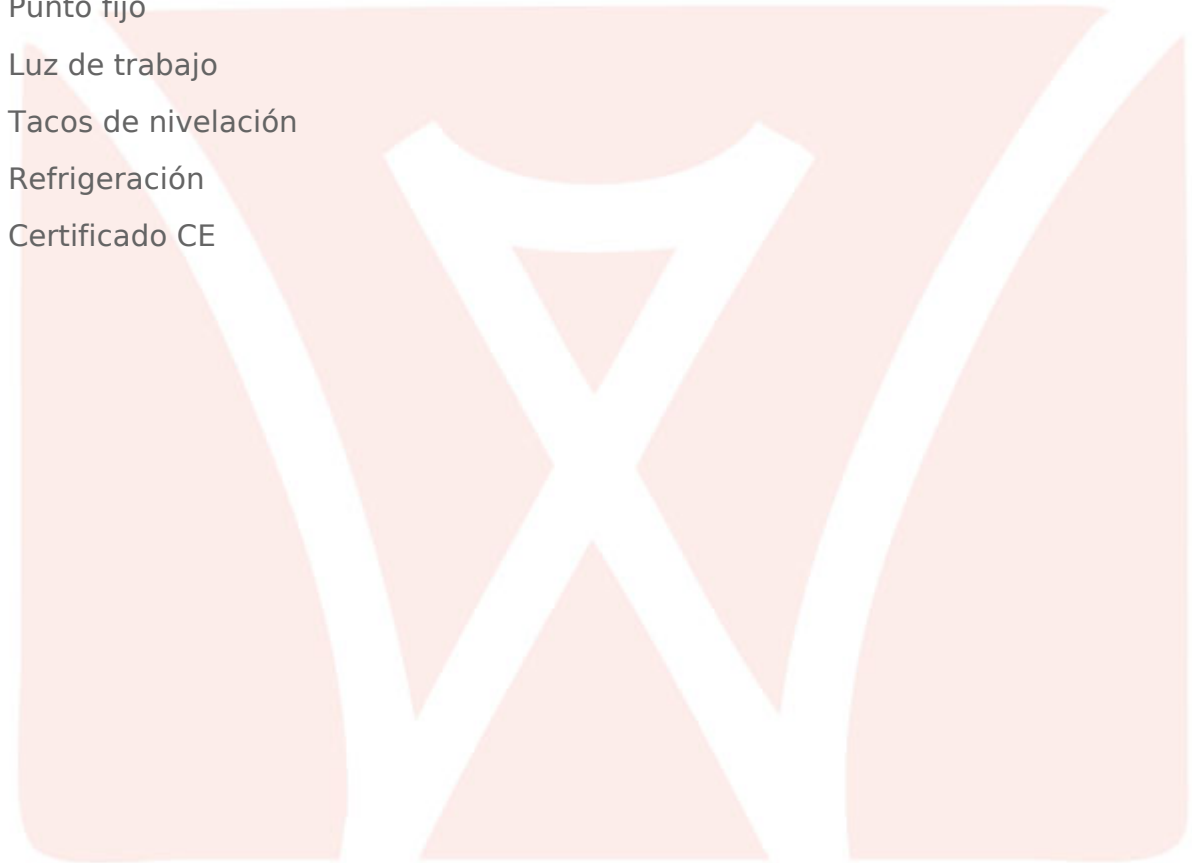 Punto fijo
Luz de trabajo
Tacos de nivelación
Refrigeración
Certificado CE